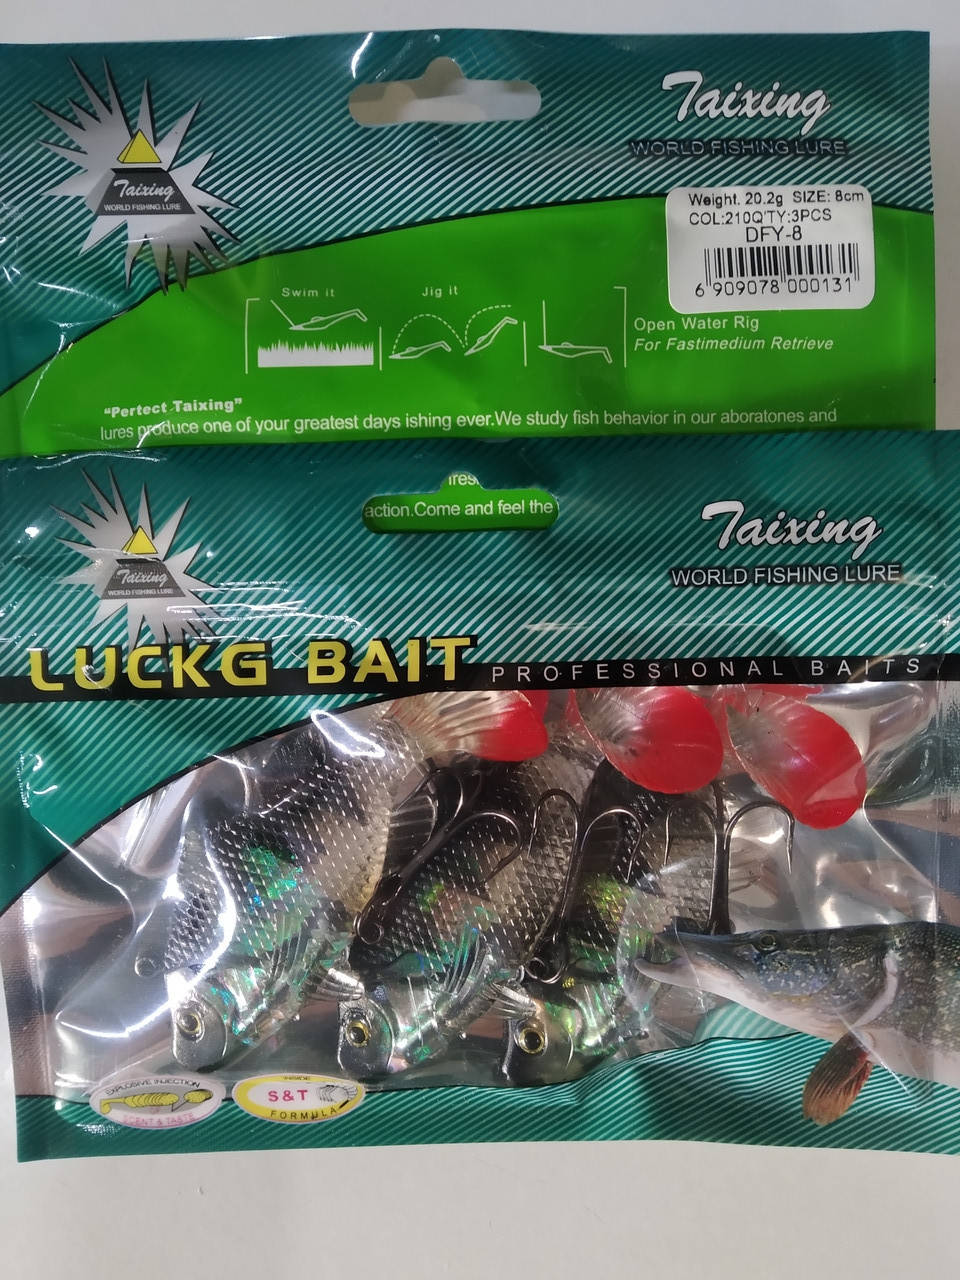 Taixing
WORLD FISHING LURE
Taixing
WORLD FISHING LURE
Weight. 20.2g SIZE: 8cm
COL:210Q'TY:3PCS
DFY-8
6 909078 000131
Swim it
Jig it
Open Water Rig
For Fastimedium Retrieve
"Pertect Taixing"
lures produce one of your greatest days ishing ever.We study fish behavior in our aboratones and
ires
action.Come and feel the
Taixing
WORLD FISHING LURE
Taixing
WORLD FISHING LURE
LUCKG BAIT
PROFESSIONAL BAITS
EXPLOSIVE INJECTION
SCENT & TASTE
INSIDE
S&T
FORMULA